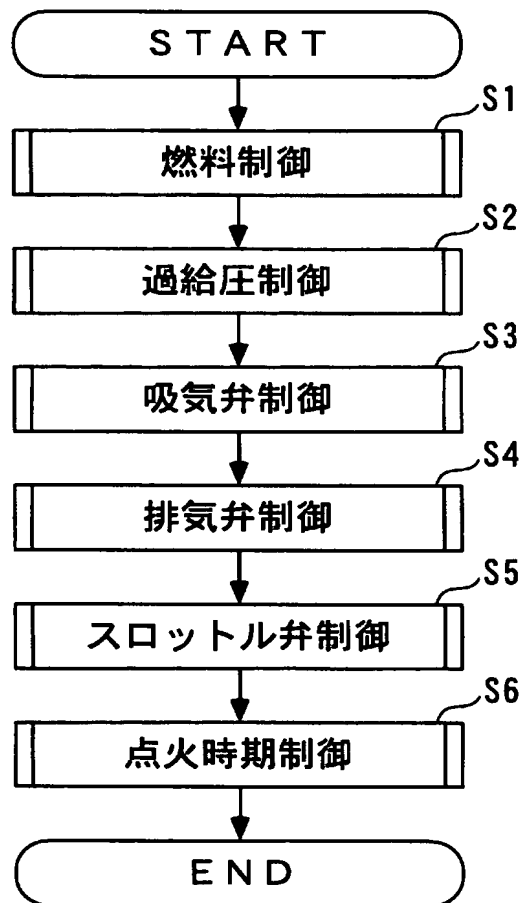 START
S1
燃料制御
S2
過給圧制御
S3
吸気弁制御
S4
排気弁制御
S5
スロットル弁制御
S6
点火時期制御
END